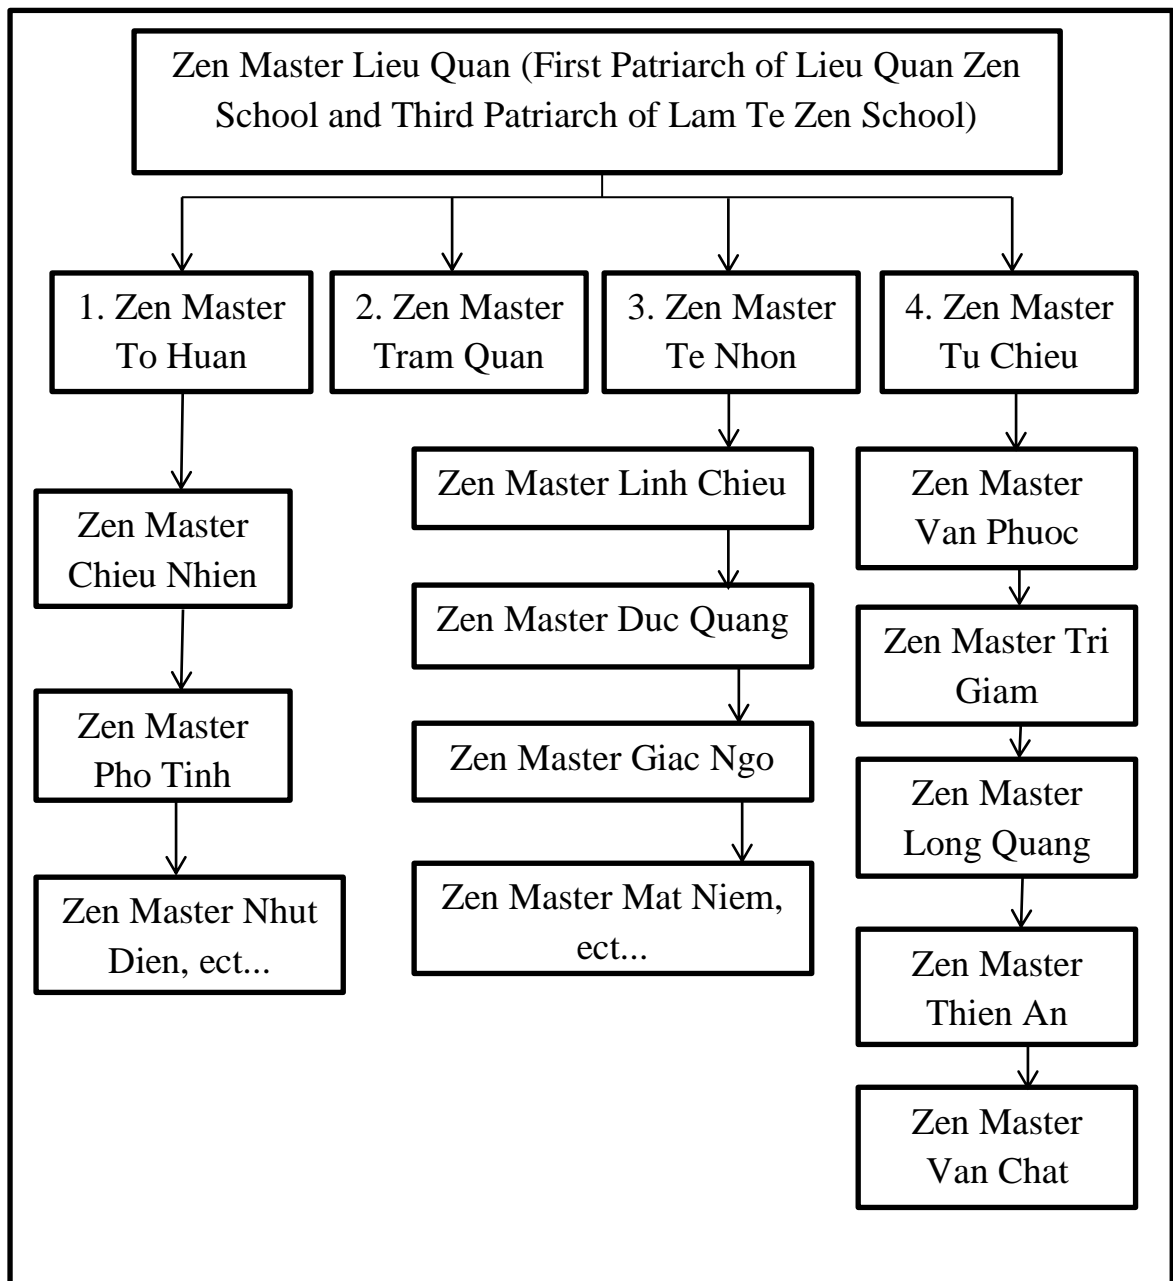 Zen Master Lieu Quan (First Patriarch of Lieu Quan Zen
School and Third Patriarch of Lam Te Zen School)
1. Zen Master
To Huan
2. Zen Master
Tram Quan
3. Zen Master
Te Nhon
4. Zen Master
Tu Chieu
Zen Master
Chieu Nhien
Zen Master
Pho Tinh
Zen Master Nhut
Dien, ect...
Zen Master Linh Chieu
Zen Master Duc Quang
Zen Master Giac Ngo
Zen Master Mat Niem,
ect...
Zen Master
Van Phuoc
Zen Master Tri
Giam
Zen Master
Long Quang
Zen Master
Thien An
Zen Master
Van Chat